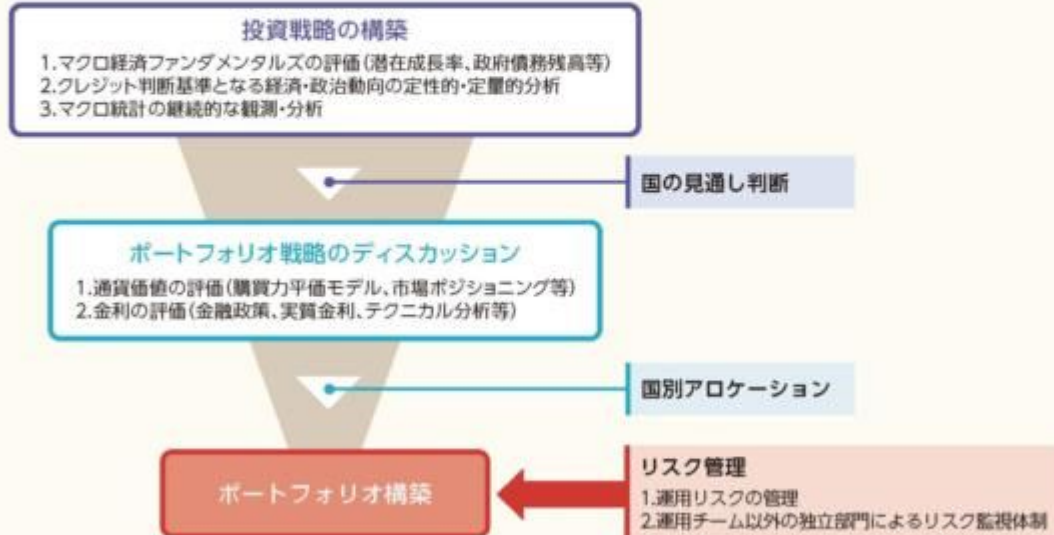 投資戦略の構築
1.マクロ経済ファンダメンタルズの評価(潜在成長率、政府債務残高等)
2.クレジット判断基準となる経済・政治動向の定性的・定量的分析
3.マクロ統計の継続的な観測・分析
国の見通し判断
ポートフォリオ戦略のディスカッション
1.通貨価値の評価(購買力平価モデル、市場ポジショニング等)
2.金利の評価(金融政策、実質金利、テクニカル分析等)
国別アロケーション
ポートフォリオ構築
リスク管理
1.運用リスクの管理
2.運用チーム以外の独立部門によるリスク監視体制